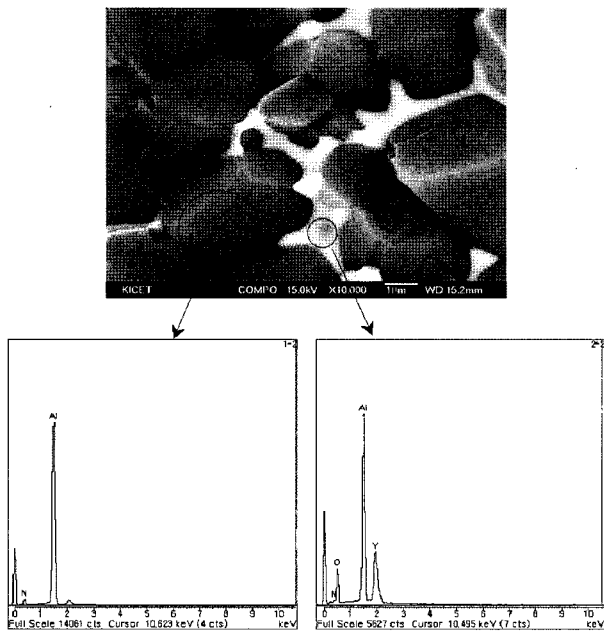 KICET COMPO 15.0kV X10,000 1µm WD 15.2mm
1-2
Al
N
0 1 2 3 4 5 6 7 8 9 10
Full Scale 14061 cts Cursor 10.623 keV (4 cts) keV
2-2
Al
O
Y
N
0 1 2 3 4 5 6 7 8 9 10
Full Scale 5627 cts Cursor 10.495 keV (7 cts) keV